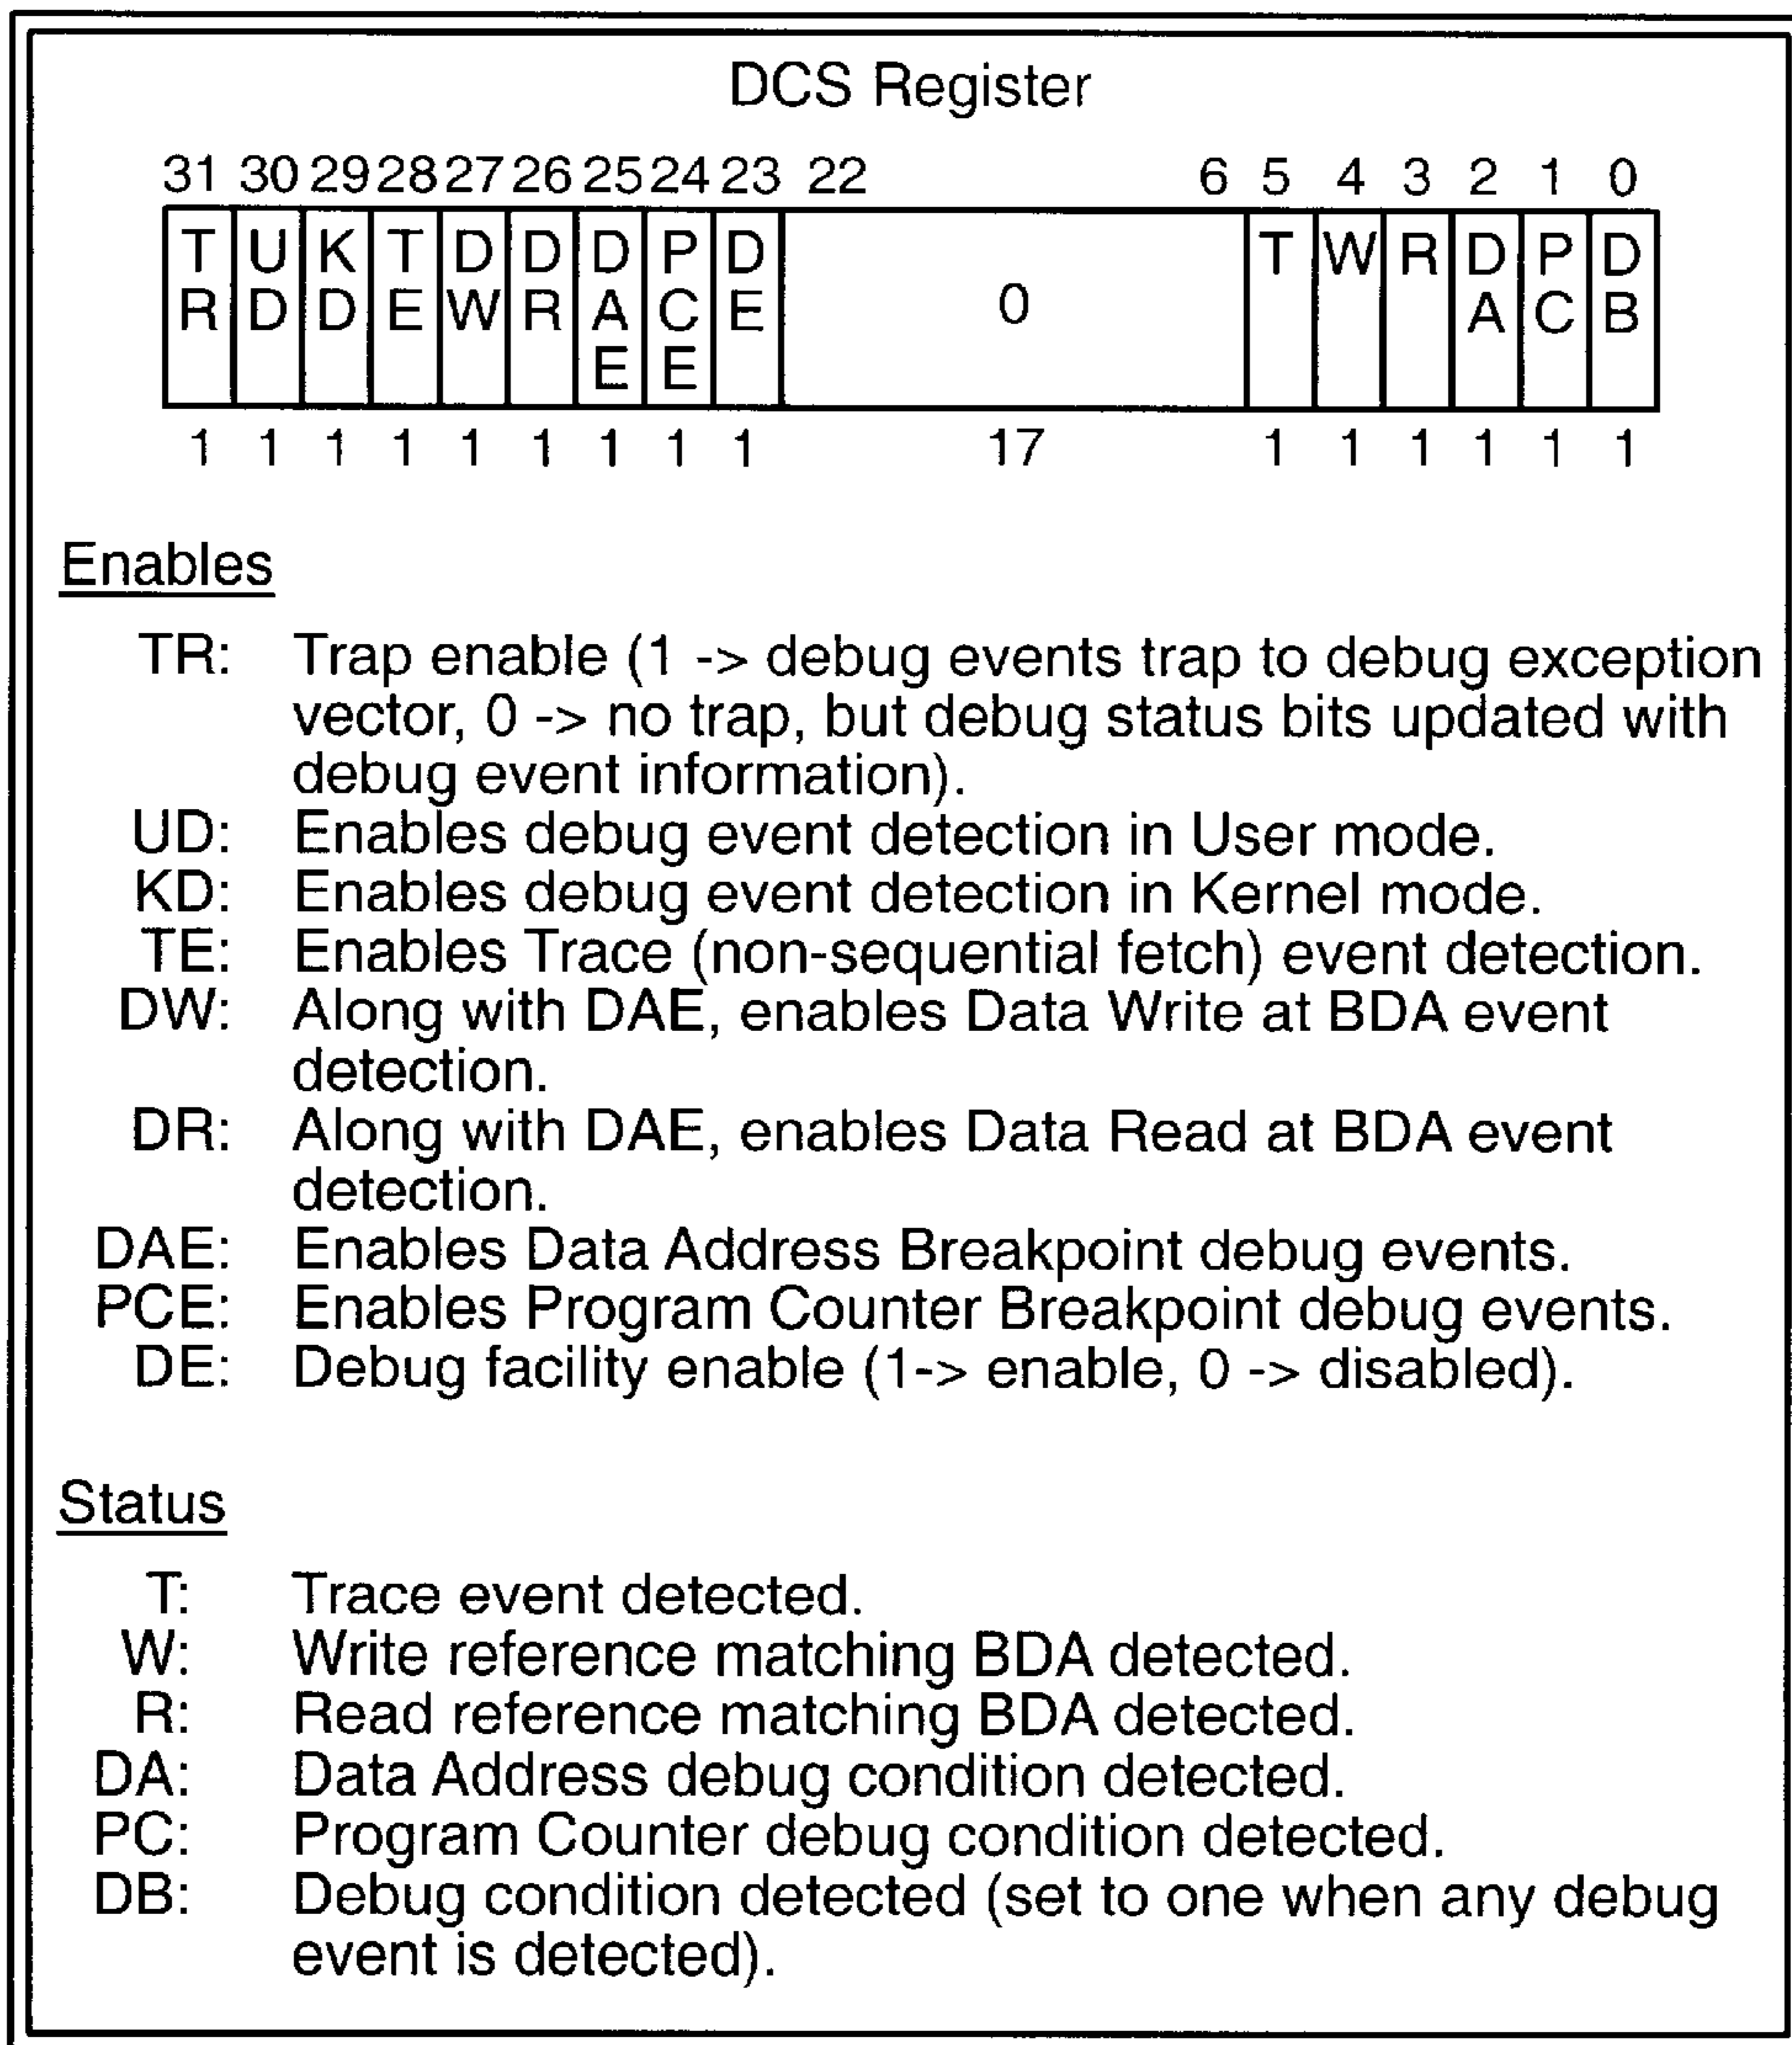 DCS Register
31 30 29 28 27 26 25 24 23 22 6 5 4 3 2 1 0
T U K T D D D P D T W R D P D
R D D E W R A C E 0 A C B
E E
1 1 1 1 1 1 1 1 1 17 1 1 1 1 1 1
Enables
TR: Trap enable (1 -> debug events trap to debug exception
vector, 0 -> no trap, but debug status bits updated with
debug event information).
UD: Enables debug event detection in User mode.
KD: Enables debug event detection in Kernel mode.
TE: Enables Trace (non-sequential fetch) event detection.
DW: Along with DAE, enables Data Write at BDA event
detection.
DR: Along with DAE, enables Data Read at BDA event
detection.
DAE: Enables Data Address Breakpoint debug events.
PCE: Enables Program Counter Breakpoint debug events.
DE: Debug facility enable (1-> enable, 0 -> disabled).
Status
T: Trace event detected.
W: Write reference matching BDA detected.
R: Read reference matching BDA detected.
DA: Data Address debug condition detected.
PC: Program Counter debug condition detected.
DB: Debug condition detected (set to one when any debug
event is detected).